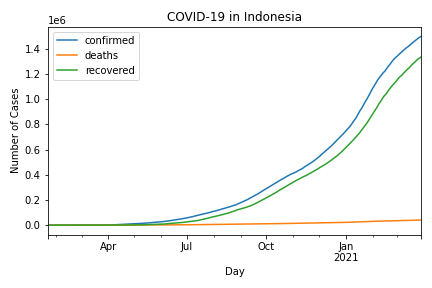 COVID-19 in Indonesia
1e6
confirmed
deaths
recovered
Number of Cases
1.4
1.2
1.0
0.8
0.6
0.4
0.2
0.0
Apr
Jul
Oct
Jan
2021
Day